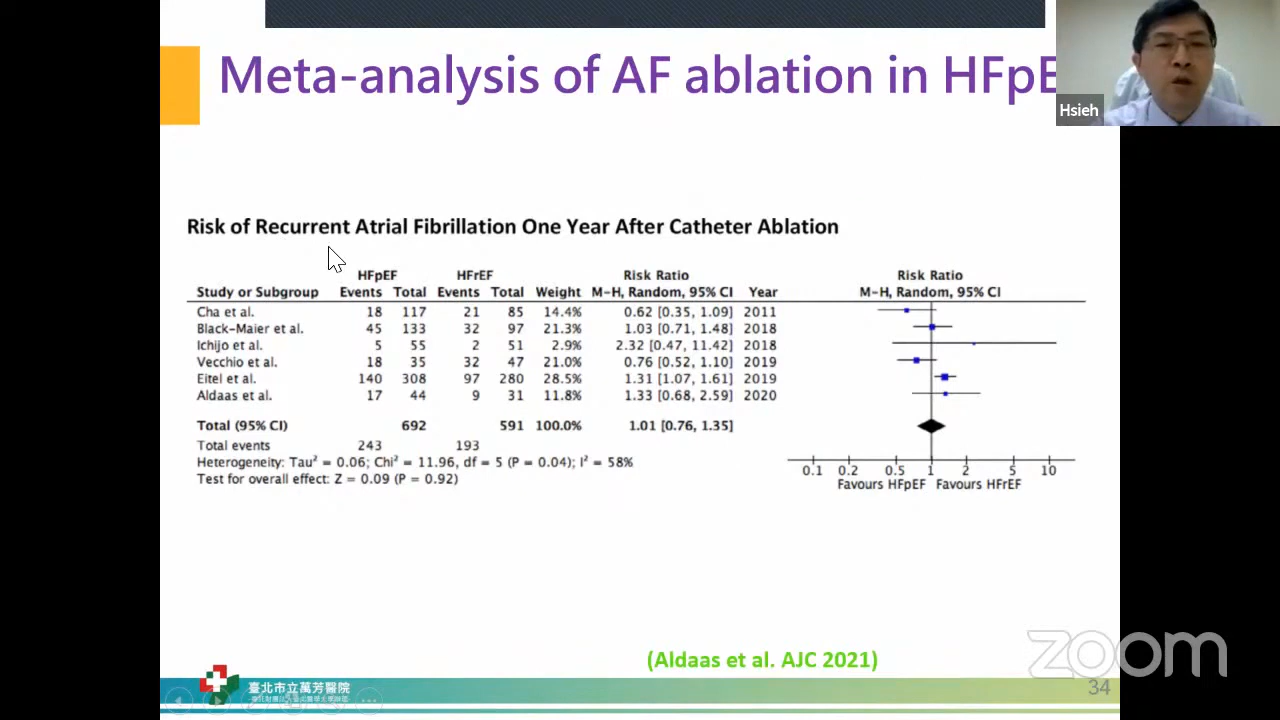 Meta-analysis of AF ablation in HFpE
Hsieh
Risk of Recurrent Atrial Fibrillation One Year After Catheter Ablation
HFpEF HFrEF Risk Ratio Risk Ratio
Study or Subgroup Events Total Events Total Weight M-H, Random, 95% CI Year M-H, Random, 95% CI
Cha et al. 18 117 21 85 14.4% 0.62 [0.35, 1.09] 2011
Black-Maier et al. 45 133 32 97 21.3% 1.03 [0.71, 1.48] 2018
Ichijo et al. 5 55 2 51 2.9% 2.32 [0.47, 11.42] 2018
Vecchio et al. 18 35 32 47 21.0% 0.76 [0.52, 1.10] 2019
Eitel et al. 140 308 97 280 28.5% 1.31 [1.07, 1.61] 2019
Aldaas et al. 17 44 9 31 11.8% 1.33 [0.68, 2.59] 2020
Total (95% CI) 692 591 100.0% 1.01 [0.76, 1.35]
Total events 243 193
Heterogeneity: Tau² = 0.06; Chi² = 11.96, df = 5 (P = 0.04); I² = 58%
Test for overall effect: Z = 0.09 (P = 0.92)
0.1 0.2 0.5 1 2 5 10
Favours HFpEF Favours HFrEF
(Aldaas et al. AJC 2021)
zoom
臺北市立萬芳醫院
34